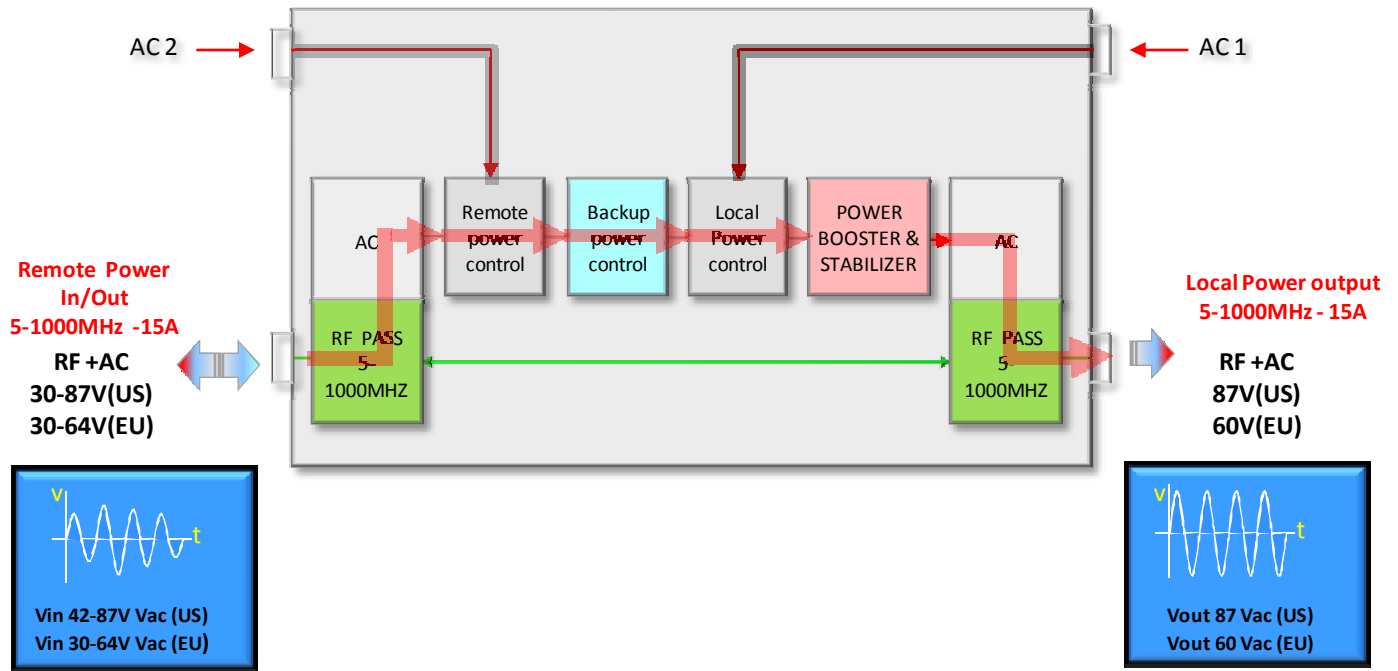 AC 2
AC 1
AC
Remote
power
control
Backup
power
control
Local
Power
control
POWER
BOOSTER &
STABILIZER
AC
Remote Power
In/Out
5-1000MHz -15A
RF +AC
30-87V(US)
30-64V(EU)
RF PASS
5-
1000MHZ
RF PASS
5-
1000MHZ
Local Power output
5-1000MHz - 15A
RF +AC
87V(US)
60V(EU)
v
t
Vin 42-87V Vac (US)
Vin 30-64V Vac (EU)
v
t
Vout 87 Vac (US)
Vout 60 Vac (EU)